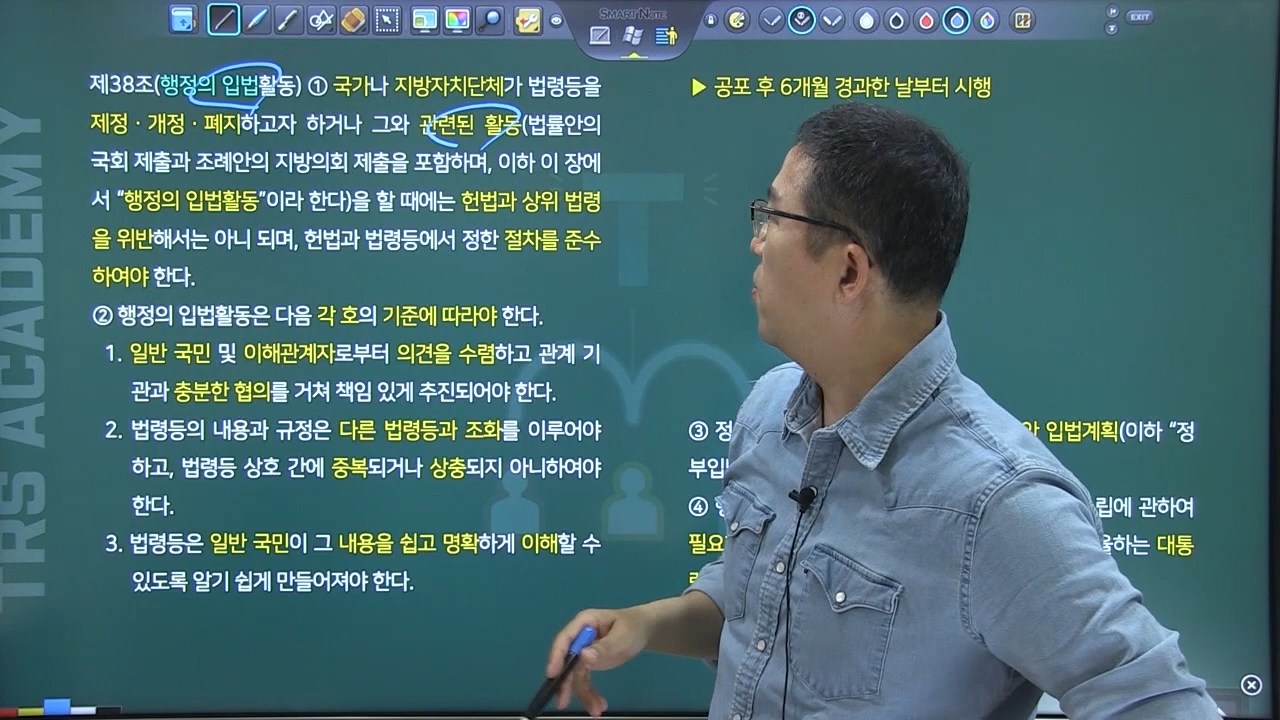 SMARTNOTE
EXIT
TRS ACADEMY
제38조(행정의 입법활동) ① 국가나 지방자치단체가 법령등을
제정·개정·폐지하고자 하거나 그와 관련된 활동(법률안의
국회 제출과 조례안의 지방의회 제출을 포함하며, 이하 이 장에
서 “행정의 입법활동”이라 한다)을 할 때에는 헌법과 상위 법령
을 위반해서는 아니 되며, 헌법과 법령등에서 정한 절차를 준수
하여야 한다.
② 행정의 입법활동은 다음 각 호의 기준에 따라야 한다.
1. 일반 국민 및 이해관계자로부터 의견을 수렴하고 관계 기
관과 충분한 협의를 거쳐 책임 있게 추진되어야 한다.
2. 법령등의 내용과 규정은 다른 법령등과 조화를 이루어야
하고, 법령등 상호 간에 중복되거나 상충되지 아니하여야
한다.
3. 법령등은 일반 국민이 그 내용을 쉽고 명확하게 이해할 수
있도록 알기 쉽게 만들어져야 한다.
▶ 공포 후 6개월 경과한 날부터 시행
③ 정 입법계획(이하 “정
부입
④ 립에 관하여
필요 하는 대통